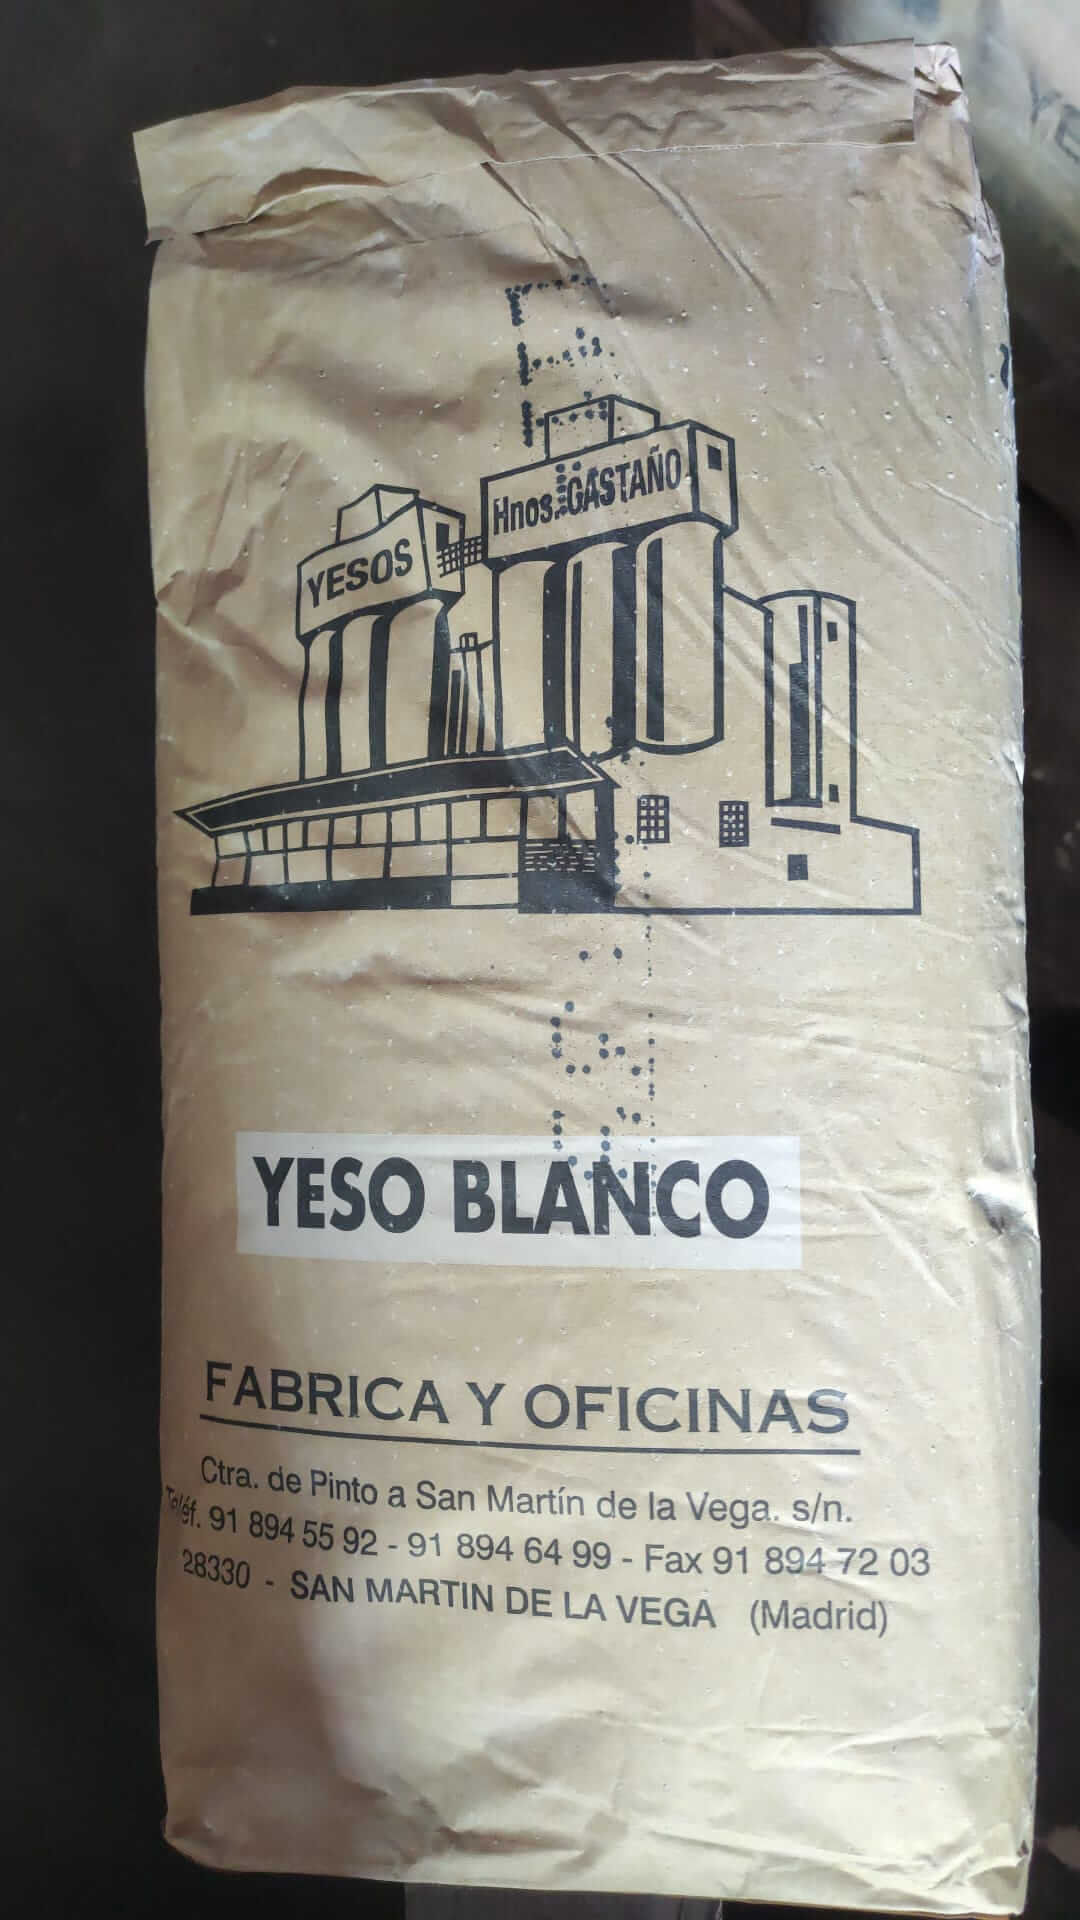 YESOS
Hnos. GASTAÑO
YESO BLANCO
FABRICA Y OFICINAS
Ctra. de Pinto a San Martín de la Vega. s/n.
Teléf. 91 894 55 92 - 91 894 64 99 - Fax 91 894 72 03
28330 - SAN MARTIN DE LA VEGA (Madrid)
YE